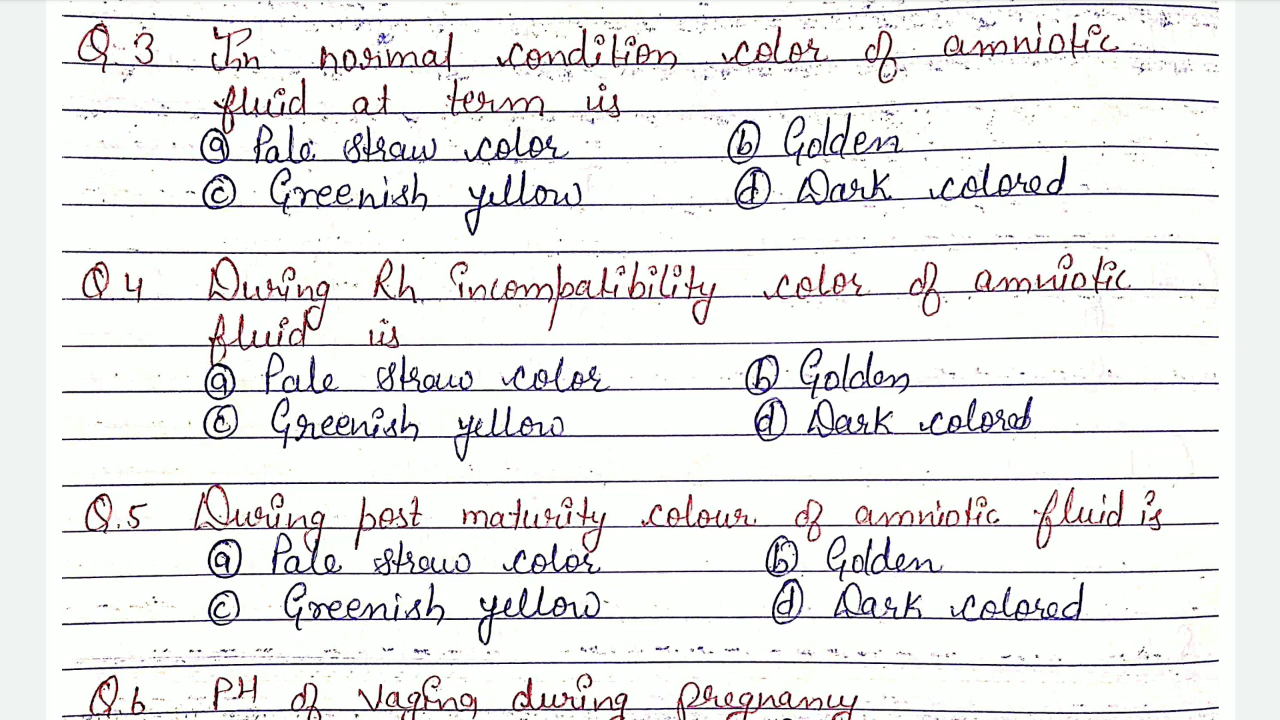 Q.3 In normal condition color of amniotic
fluid at term is
(a) Pale straw color (b) Golden
(c) Greenish yellow (d) Dark colored
Q 4 During Rh incompatibility color of amniotic
fluid is
(a) Pale straw color (b) Golden
(c) Greenish yellow (d) Dark colored
Q.5 During post maturity colour of amniotic fluid is
(a) Pale straw color (b) Golden
(c) Greenish yellow (d) Dark colored
Q.6 PH of vagina during pregnancy